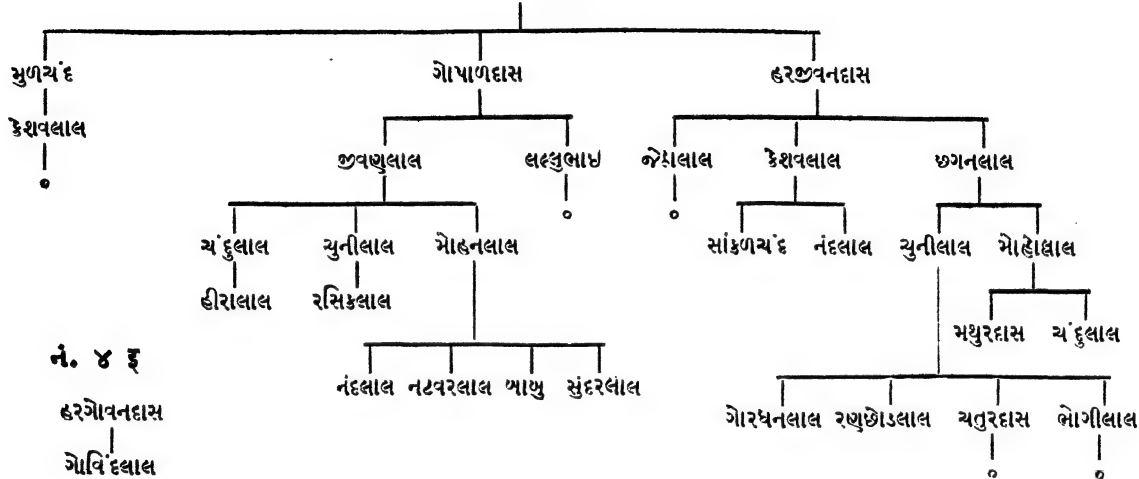 મુળચંદ ગોપાળદાસ હરજીવનદાસ
કેશવલાલ
જીવણલાલ લલ્લુભાઇ જેઠાલાલ કેશવલાલ છગનલાલ
ચંદુલાલ ચુનીલાલ મોહનલાલ સાંકળચંદ નંદલાલ ચુનીલાલ
હીરાલાલ રસિકલાલ
મથુરદાસ ચંદુલાલ
નં. ૪ ઇ
નંદલાલ નટવરલાલ બાબુ સુંદરલાલ
હરગોવનદાસ ગોરધનલાલ રણછોડલાલ ચતુરદાસ ભોગીલાલ
ગોવિંદલાલ